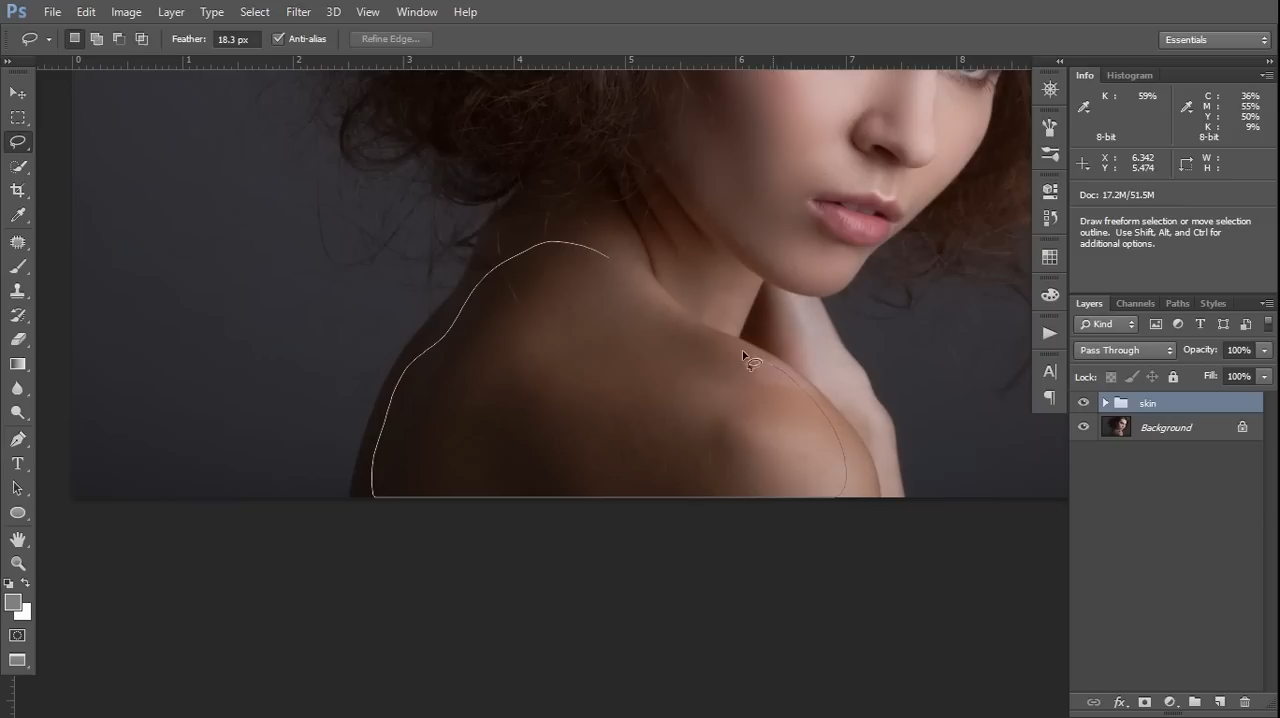 Ps File Edit Image Layer Type Select Filter 3D View Window Help
Feather: 18.3 px Anti-alias Refine Edge... Essentials
0 1 2 3 4 5 6 7 8
Info Histogram
K : 59% C : 36%
M : 55%
Y : 50%
K : 9%
8-bit 8-bit
X : 6.342 W :
Y : 5.474 H :
Doc: 17.2M/51.5M
Draw freeform selection or move selection
outline. Use Shift, Alt, and Ctrl for
additional options.
Layers Channels Paths Styles
Kind T
Pass Through Opacity: 100%
Lock: Fill: 100%
skin
Background
A
T
fx